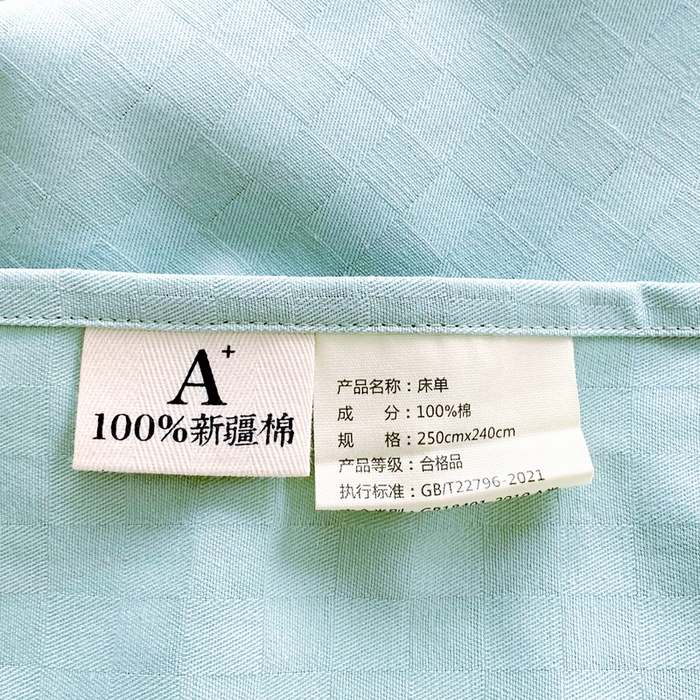 A+
100%新疆棉
产品名称：床单
成 分：100%棉
规 格：250cmx240cm
产品等级：合格品
执行标准：GB/T22796-2021